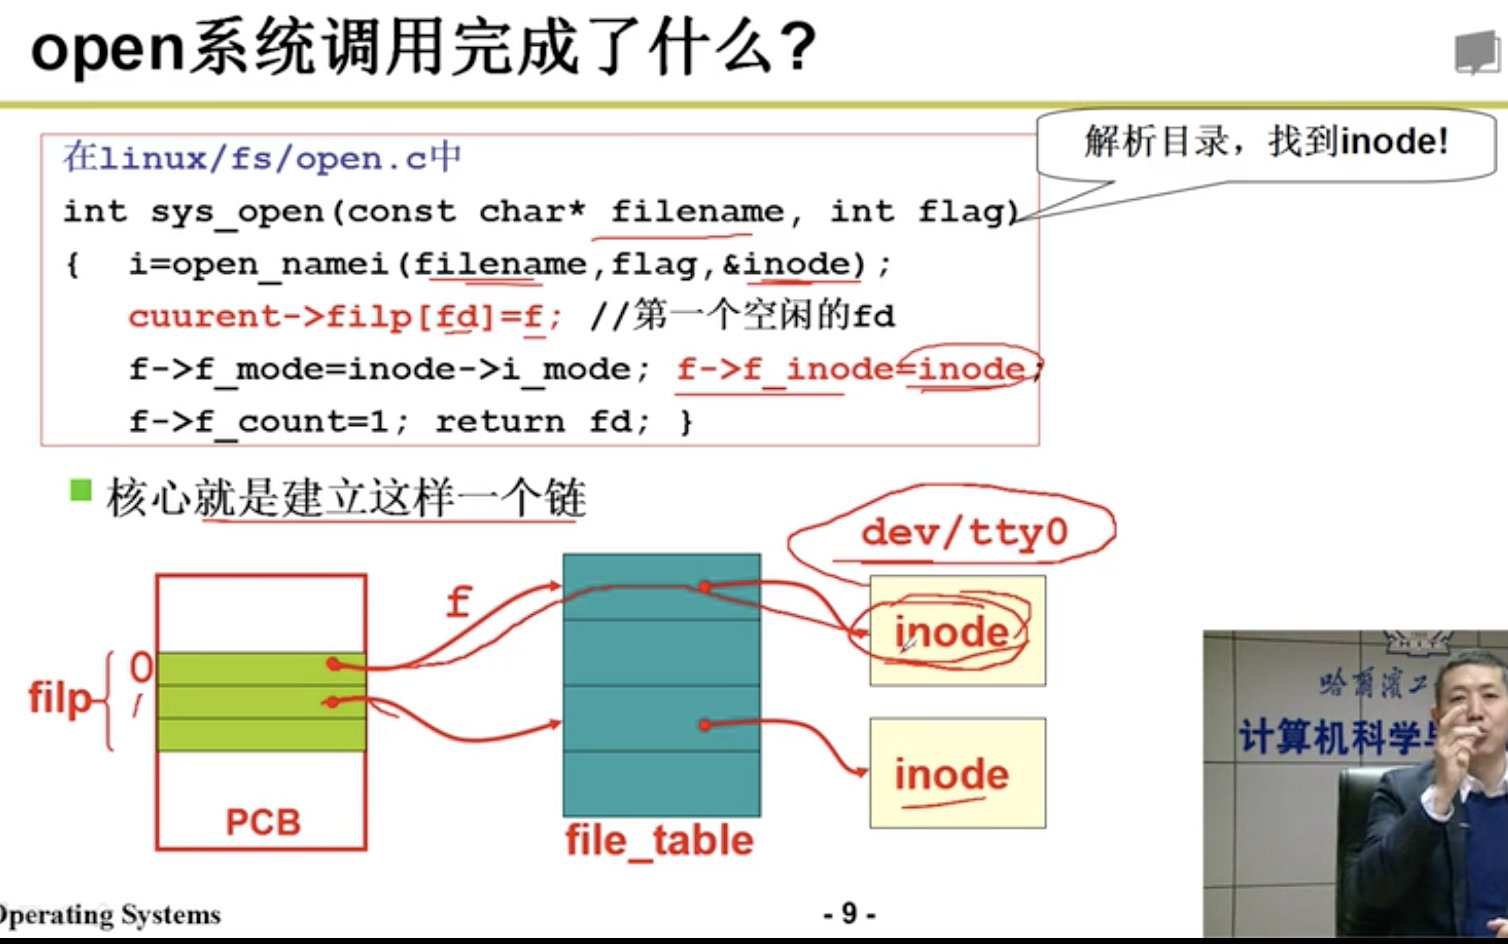 open系统调用完成了什么?
解析目录，找到inode!
在linux/fs/open.c中
int sys_open(const char* filename, int flag)
{ i=open_namei(filename,flag,&inode);
cuurent->filp[fd]=f; //第一个空闲的fd
f->f_mode=inode->i_mode; f->f_inode=inode;
f->f_count=1; return fd; }
核心就是建立这样一个链
dev/tty0
f
inode
0
filp
1
inode
PCB
file_table
哈尔滨工
计算机科学与
Operating Systems
- 9 -